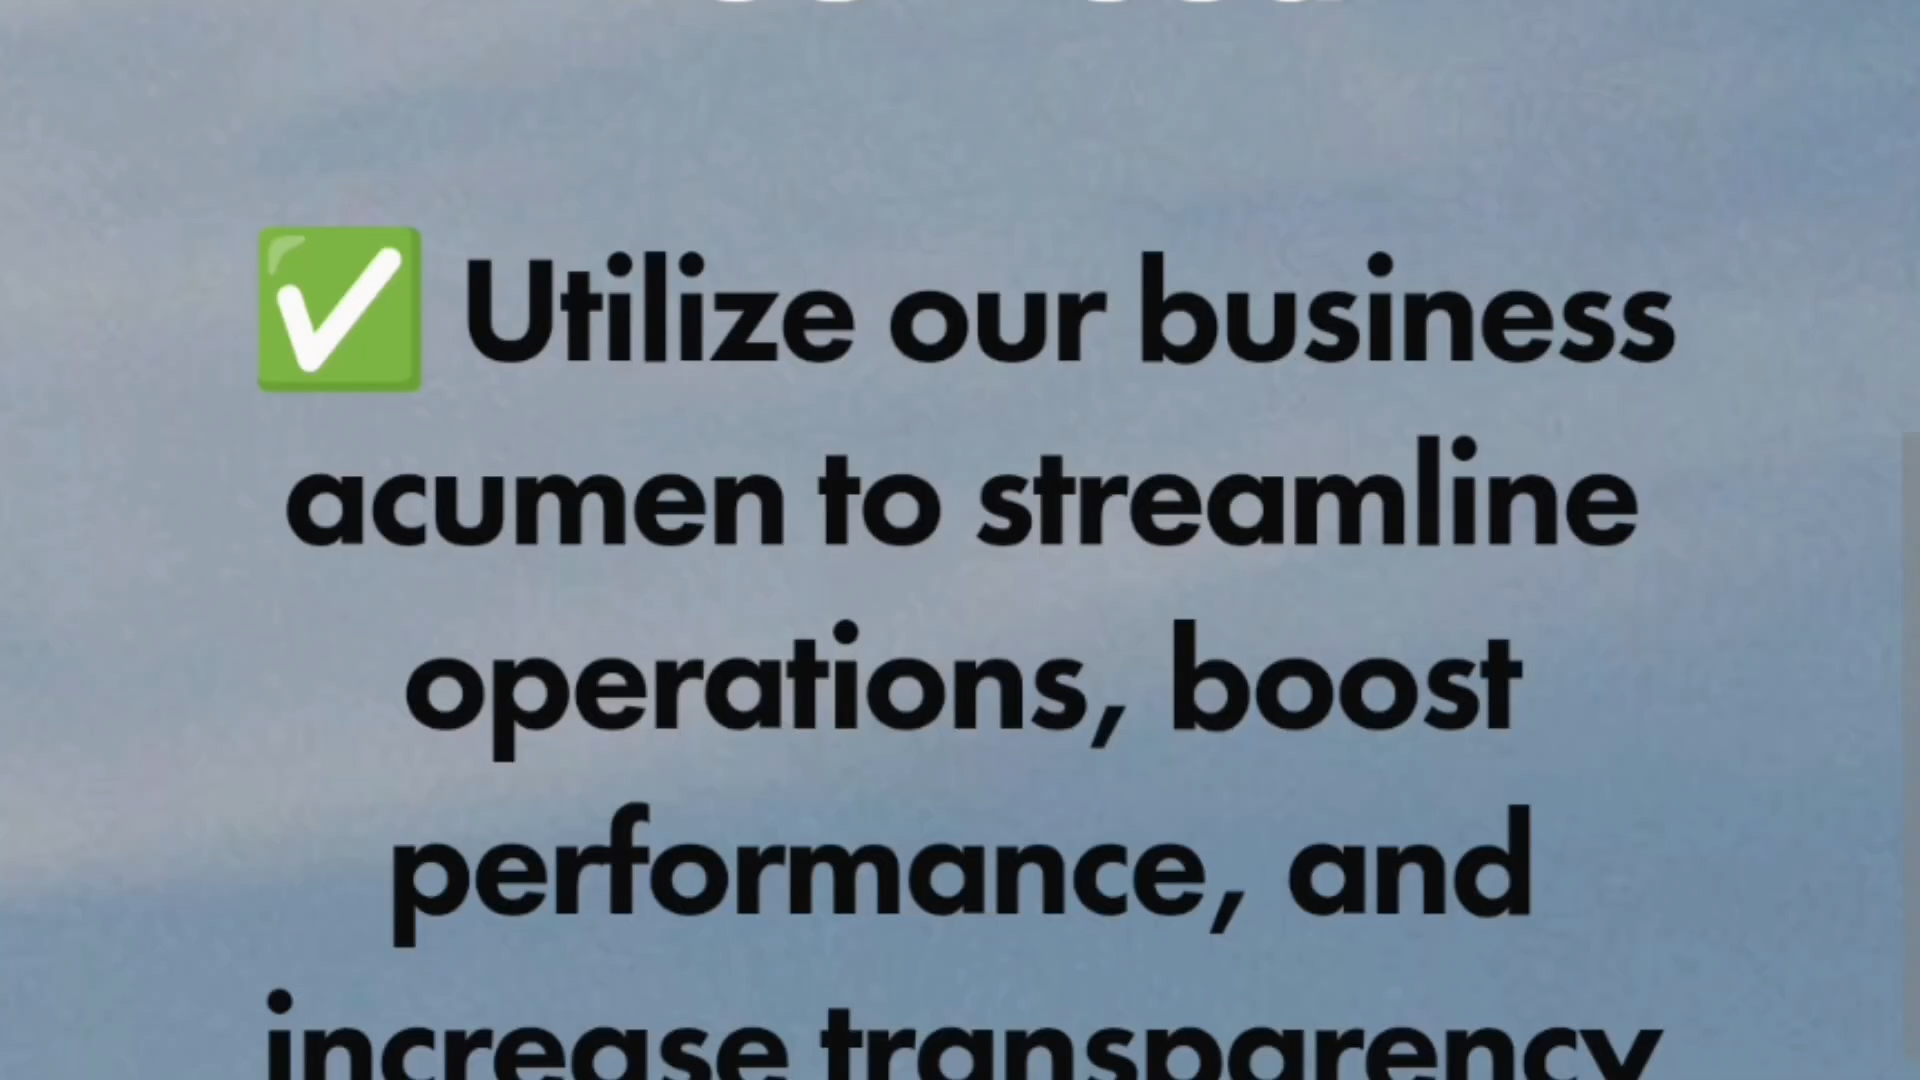 ✅ Utilize our business
acumen to streamline
operations, boost
performance, and
increase transparency